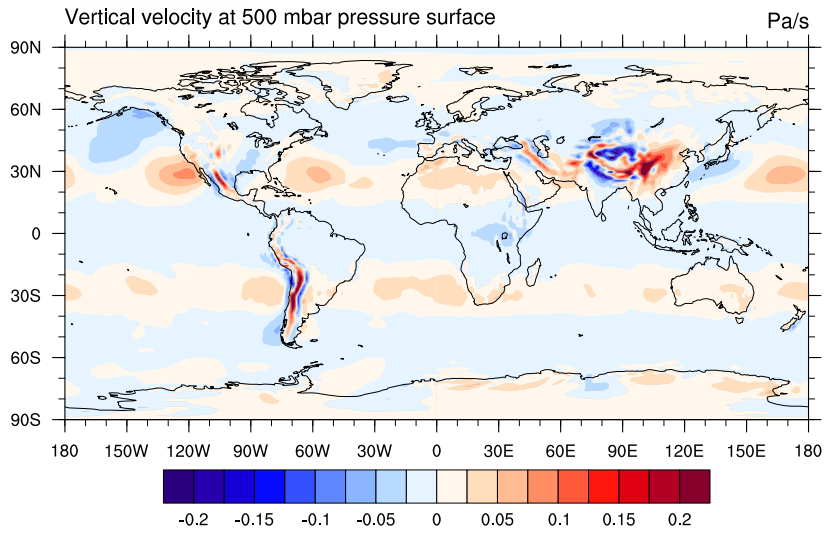 Vertical velocity at 500 mbar pressure surface Pa/s
90N
60N
30N
0
30S
60S
90S
180 150W 120W 90W 60W 30W 0 30E 60E 90E 120E 150E 180
-0.2 -0.15 -0.1 -0.05 0 0.05 0.1 0.15 0.2